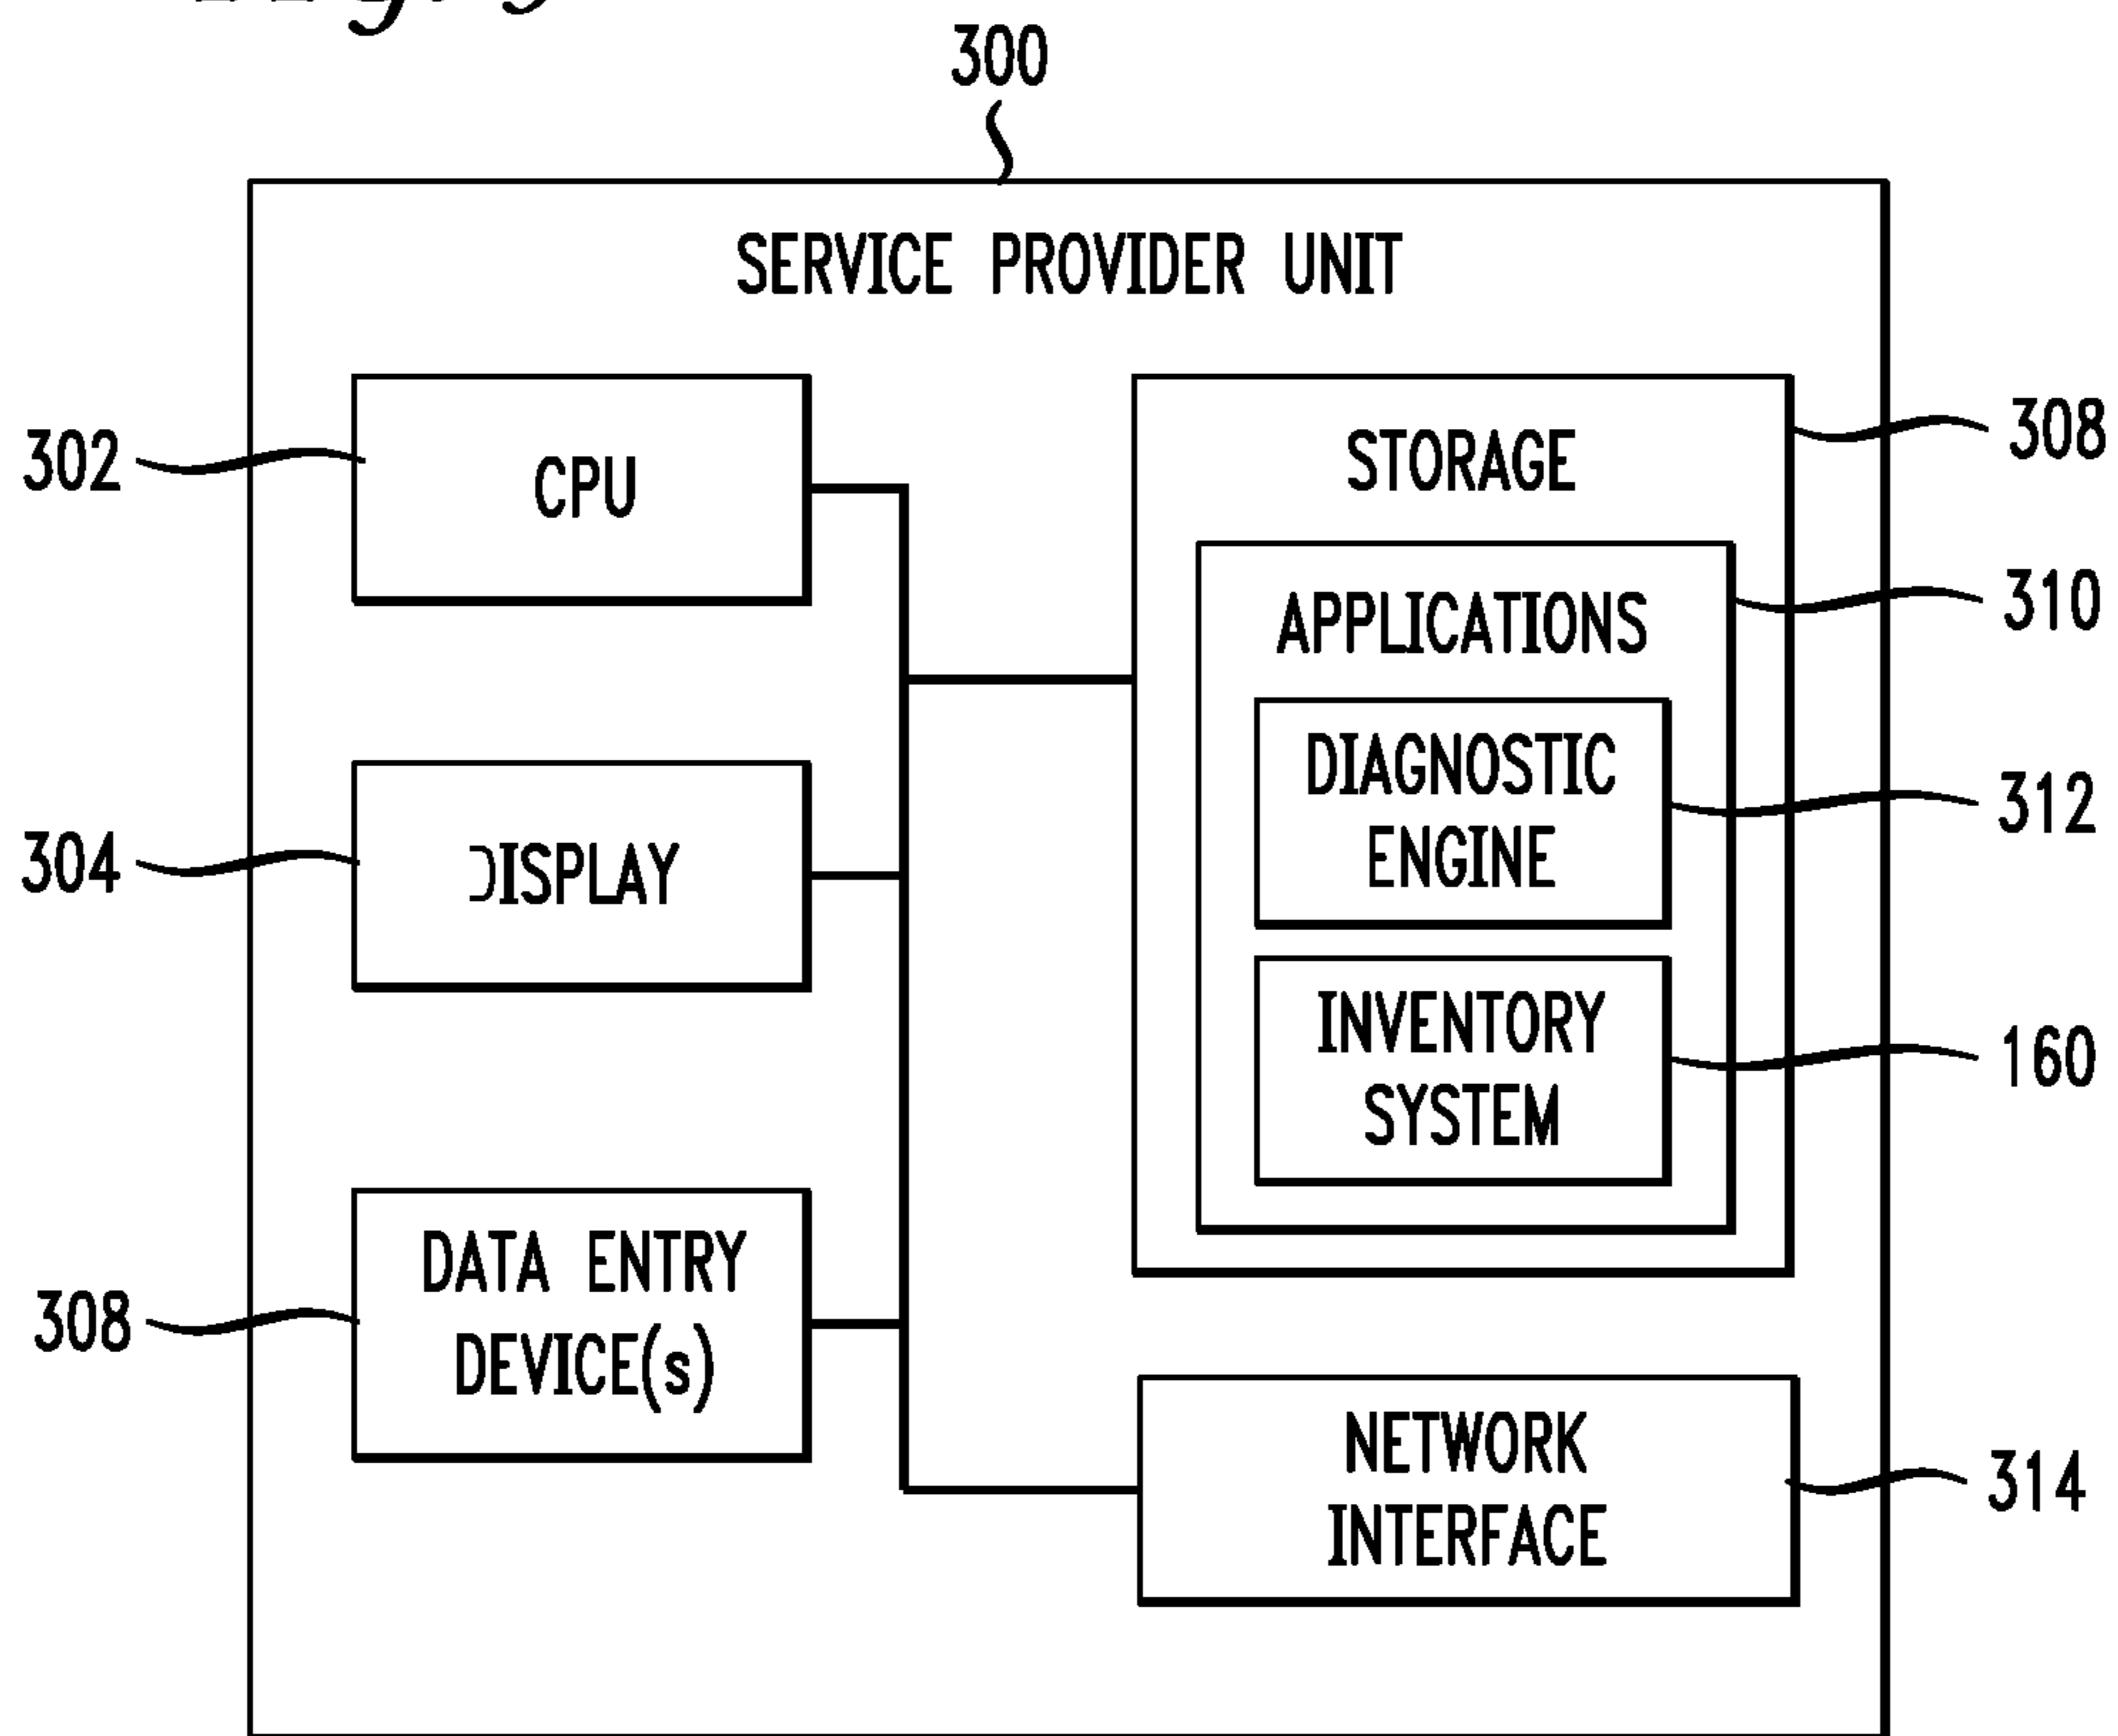 300
SERVICE PROVIDER UNIT
302
CPU
304
DISPLAY
308
DATA ENTRY
DEVICE(s)
STORAGE
308
APPLICATIONS
310
DIAGNOSTIC
ENGINE
312
INVENTORY
SYSTEM
160
NETWORK
INTERFACE
314